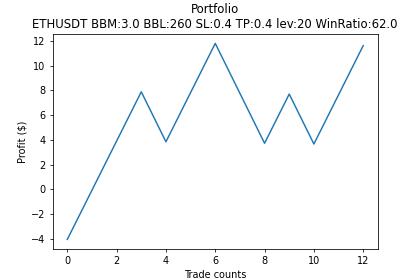 Portfolio
ETHUSDT BBM:3.0 BBL:260 SL:0.4 TP:0.4 lev:20 WinRatio:62.0
12
10
8
6
4
2
0
−2
−4
Profit ($)
0 2 4 6 8 10 12
Trade counts